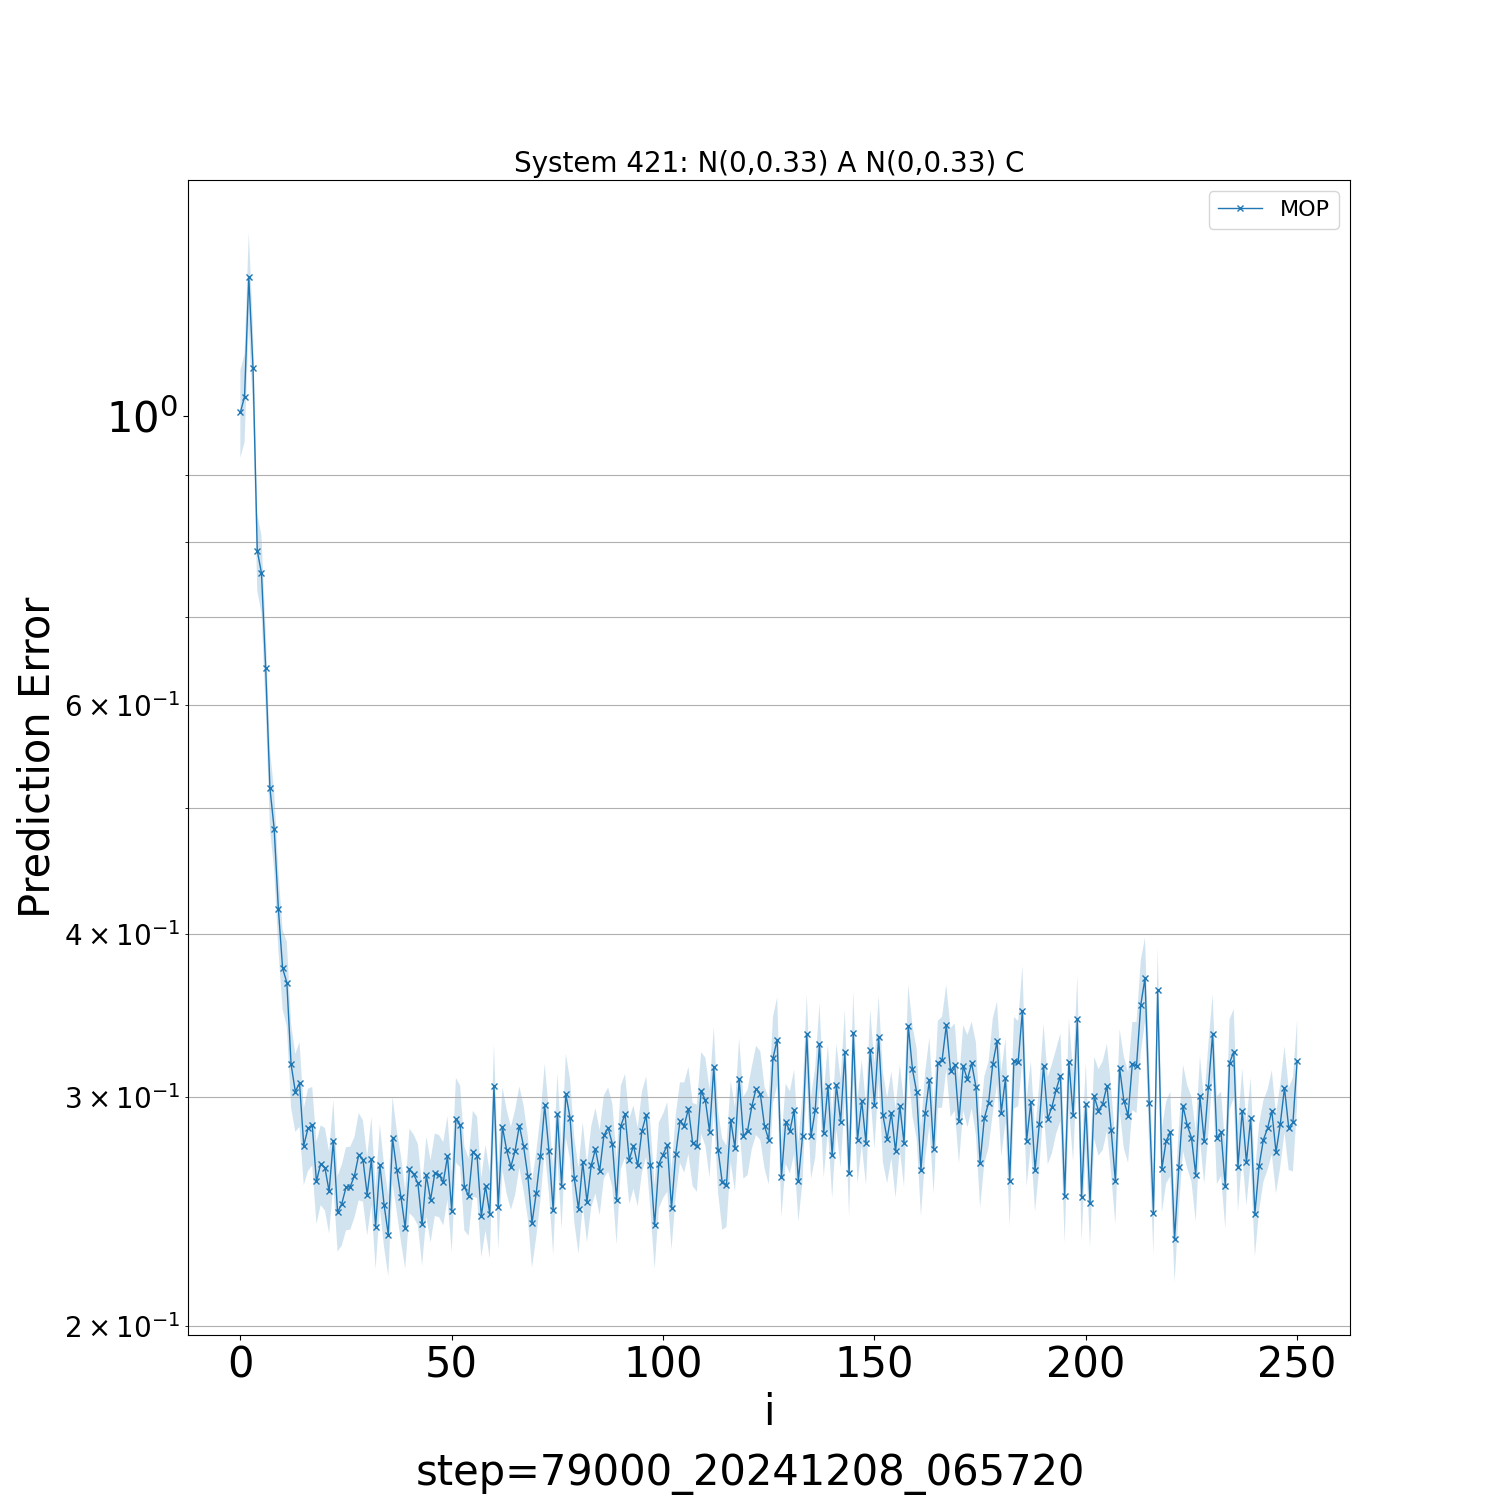 System 421: N(0,0.33) A N(0,0.33) C
MOP
10⁰
6 × 10⁻¹
4 × 10⁻¹
3 × 10⁻¹
2 × 10⁻¹
Prediction Error
0 50 100 150 200 250
i
step=79000_20241208_065720